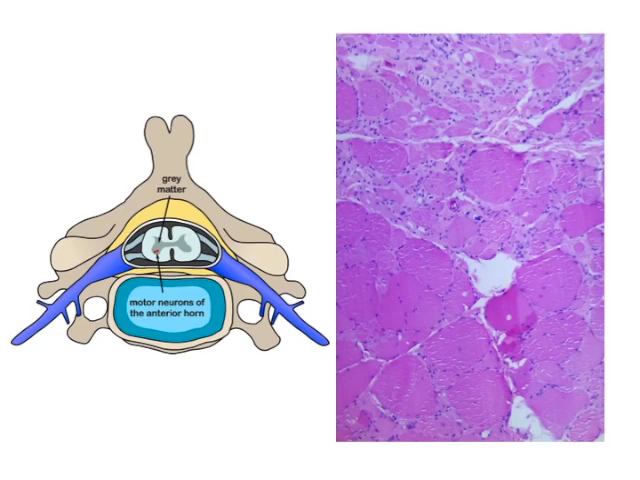 grey
matter
motor neurons of
the anterior horn